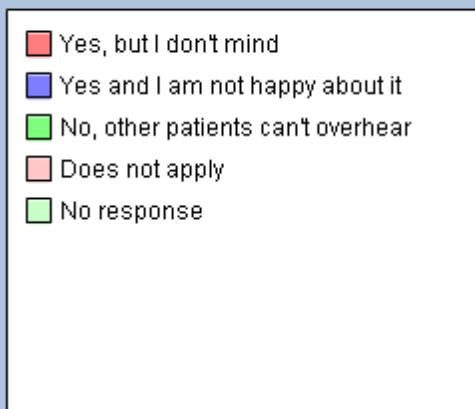 Yes, but I don't mind
Yes and I am not happy about it
No, other patients can't overhear
Does not apply
No response